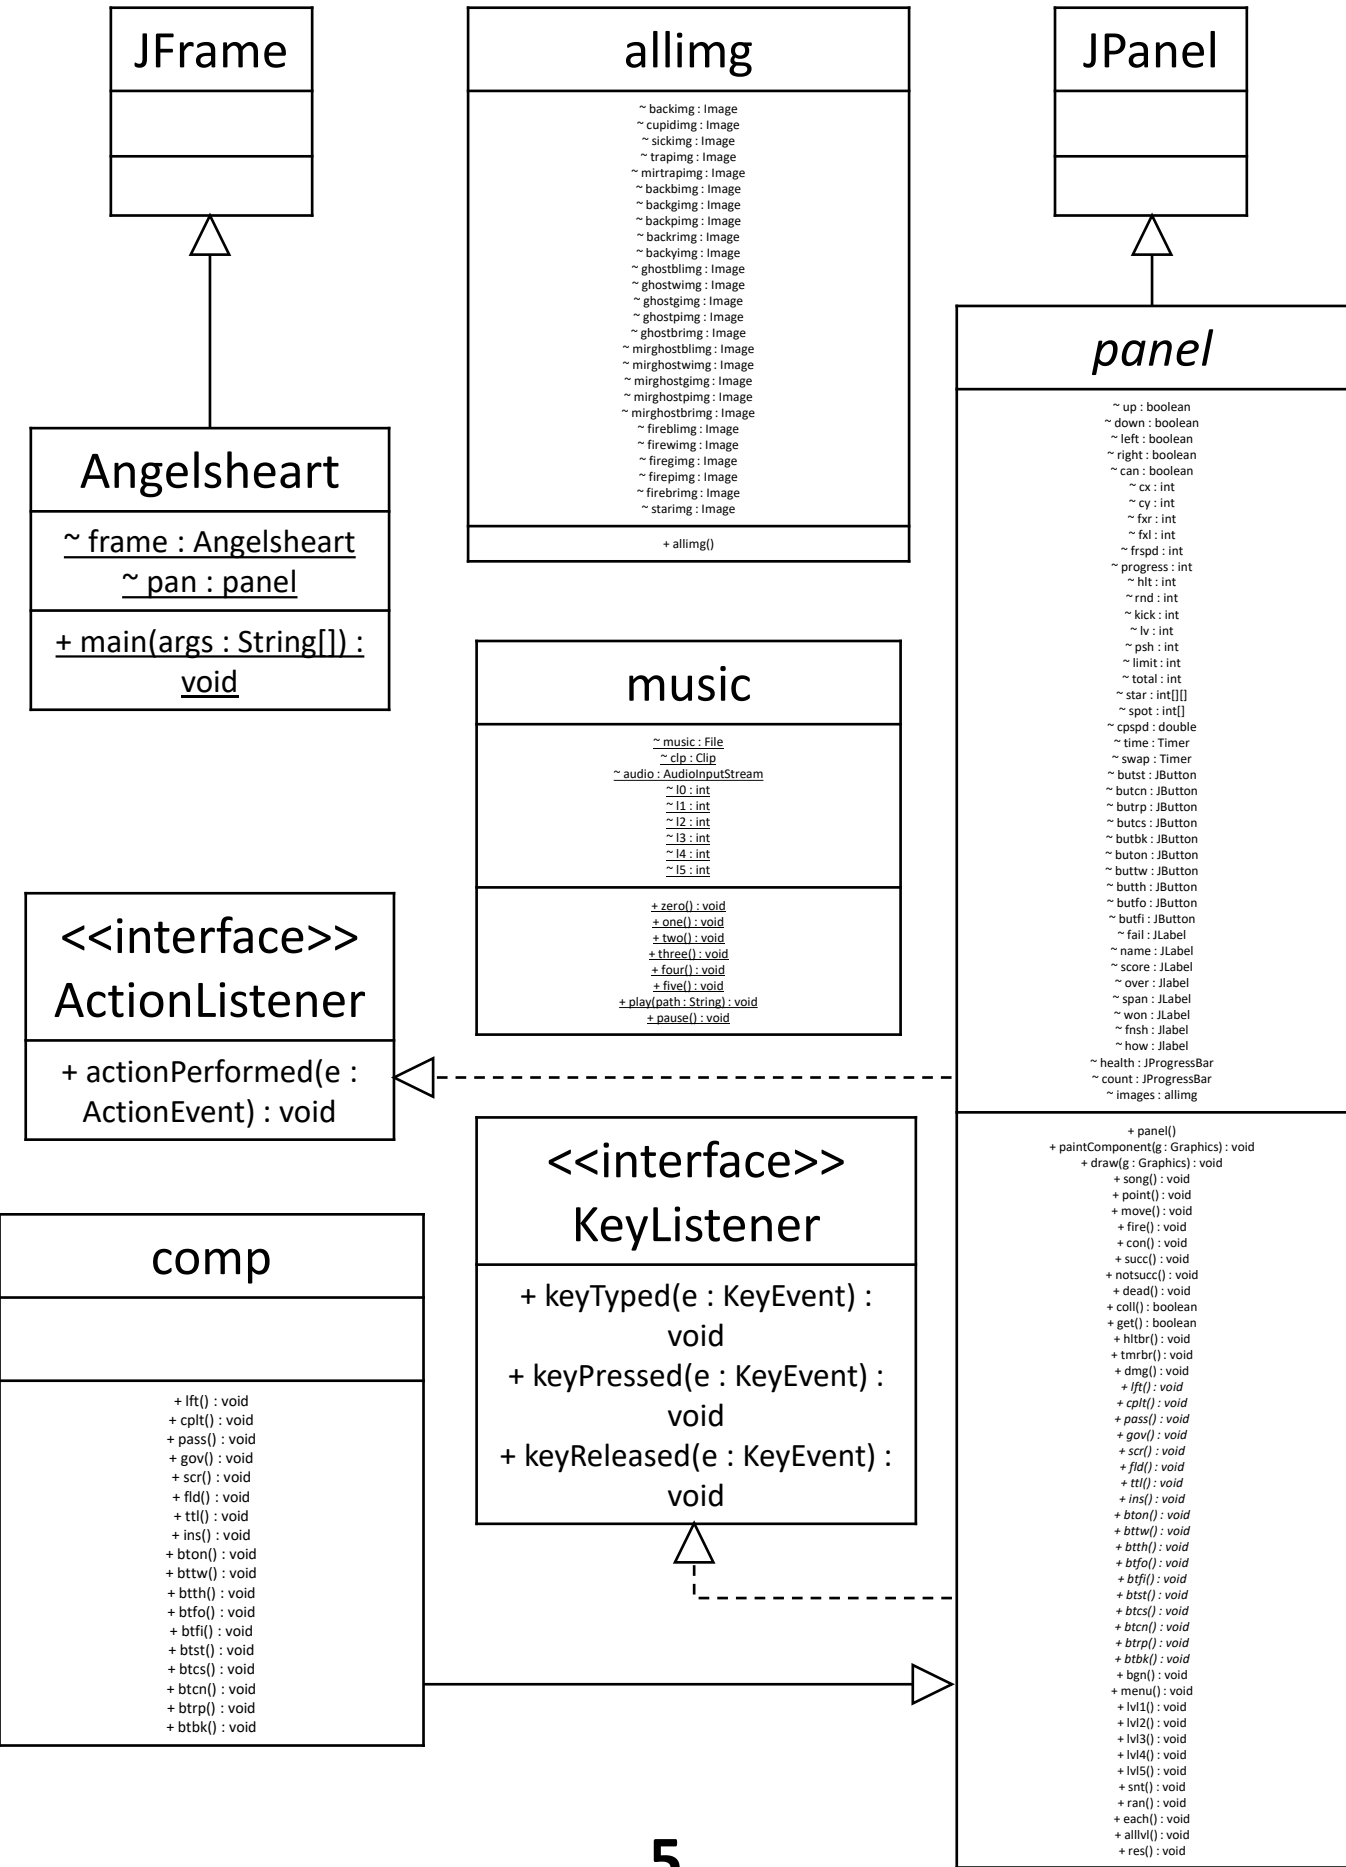 JFrame
allimg
~ backimg : Image
~ cupidimg : Image
~ sickimg : Image
~ trapimg : Image
~ mirtrapimg : Image
~ backbimg : Image
~ backgimg : Image
~ backpimg : Image
~ backrimg : Image
~ backyimg : Image
~ ghostblimg : Image
~ ghostwimg : Image
~ ghostgimg : Image
~ ghostpimg : Image
~ ghostbrimg : Image
~ mirghostblimg : Image
~ mirghostwimg : Image
~ mirghostgimg : Image
~ mirghostpimg : Image
~ mirghostbrimg : Image
~ fireblimg : Image
~ firewimg : Image
~ firegimg : Image
~ firepimg : Image
~ firebrimg : Image
~ starimg : Image
+ allimg()
JPanel
Angelsheart
~ frame : Angelsheart
~ pan : panel
+ main(args : String[]) :
void
music
~ music : File
~ clp : Clip
~ audio : AudioInputStream
~ l0 : int
~ l1 : int
~ l2 : int
~ l3 : int
~ l4 : int
~ l5 : int
+ zero() : void
+ one() : void
+ two() : void
+ three() : void
+ four() : void
+ five() : void
+ play(path : String) : void
+ pause() : void
panel
~ up : boolean
~ down : boolean
~ left : boolean
~ right : boolean
~ can : boolean
~ cx : int
~ cy : int
~ fxr : int
~ fxl : int
~ frspd : int
~ progress : int
~ hlt : int
~ rnd : int
~ kick : int
~ lv : int
~ psh : int
~ limit : int
~ total : int
~ star : int[][]
~ spot : int[]
~ cpspd : double
~ time : Timer
~ swap : Timer
~ butst : JButton
~ butcn : JButton
~ butrp : JButton
~ butcs : JButton
~ butbk : JButton
~ buton : JButton
~ buttw : JButton
~ butth : JButton
~ butfo : JButton
~ butfi : JButton
~ fail : JLabel
~ name : JLabel
~ score : JLabel
~ over : Jlabel
~ span : JLabel
~ won : JLabel
~ fnsh : Jlabel
~ how : Jlabel
~ health : JProgressBar
~ count : JProgressBar
~ images : allimg
+ panel()
+ paintComponent(g : Graphics) : void
+ draw(g : Graphics) : void
+ song() : void
+ point() : void
+ move() : void
+ fire() : void
+ con() : void
+ succ() : void
+ notsucc() : void
+ dead() : void
+ coll() : boolean
+ get() : boolean
+ hltbr() : void
+ tmrbr() : void
+ dmg() : void
+ lft() : void
+ cplt() : void
+ pass() : void
+ gov() : void
+ scr() : void
+ fld() : void
+ ttl() : void
+ ins() : void
+ bton() : void
+ bttw() : void
+ btth() : void
+ btfo() : void
+ btfi() : void
+ btst() : void
+ btcs() : void
+ btcn() : void
+ btrp() : void
+ btbk() : void
+ bgn() : void
+ menu() : void
+ lvl1() : void
+ lvl2() : void
+ lvl3() : void
+ lvl4() : void
+ lvl5() : void
+ snt() : void
+ ran() : void
+ each() : void
+ alllvl() : void
+ res() : void
<<interface>>
ActionListener
+ actionPerformed(e :
ActionEvent) : void
<<interface>>
KeyListener
+ keyTyped(e : KeyEvent) :
void
+ keyPressed(e : KeyEvent) :
void
+ keyReleased(e : KeyEvent) :
void
comp
+ lft() : void
+ cplt() : void
+ pass() : void
+ gov() : void
+ scr() : void
+ fld() : void
+ ttl() : void
+ ins() : void
+ bton() : void
+ bttw() : void
+ btth() : void
+ btfo() : void
+ btfi() : void
+ btst() : void
+ btcs() : void
+ btcn() : void
+ btrp() : void
+ btbk() : void
5